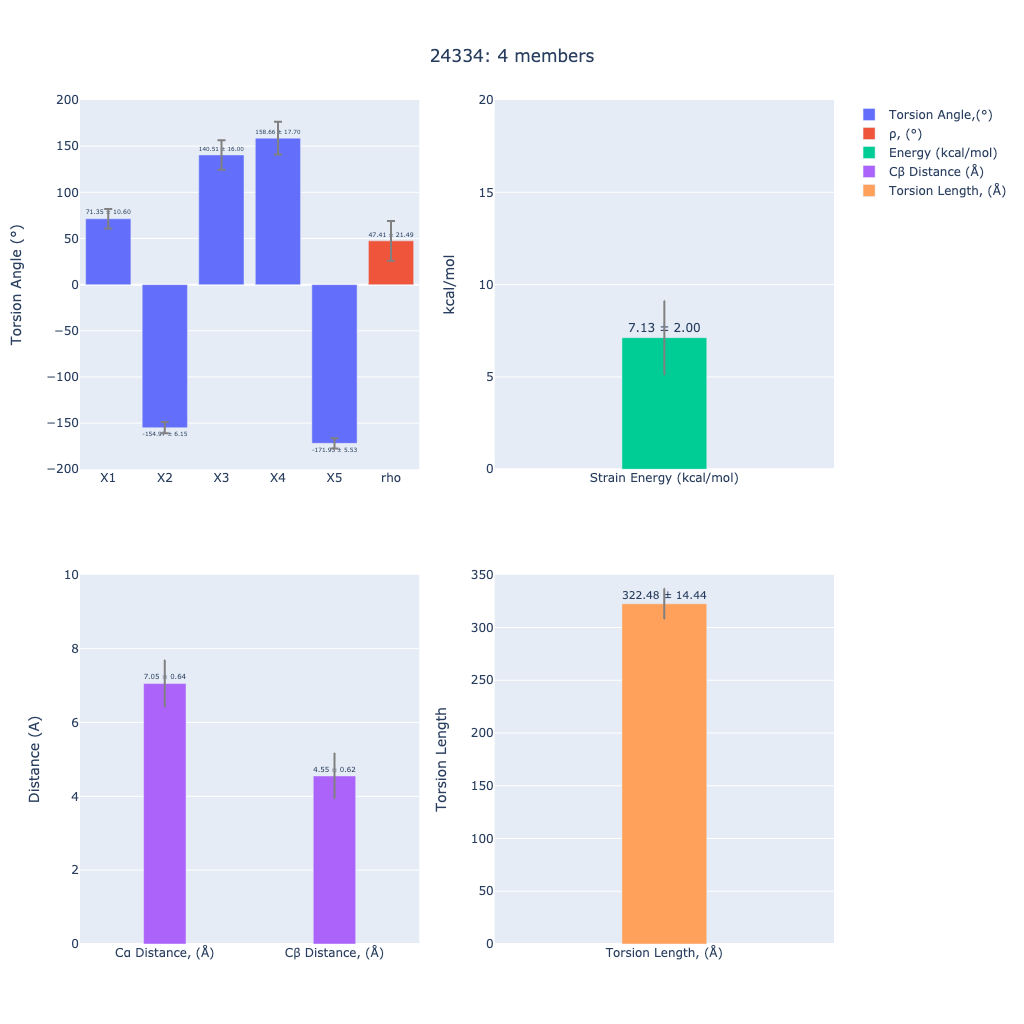 24334: 4 members
Torsion Angle (°)
200
150
100
50
0
−50
−100
−150
−200
71.35 ± 10.60
140.51 ± 16.00
158.66 ± 17.70
47.41 ± 21.49
-154.97 ± 6.15
X1 X2 X3 X4 X5 rho
kcal/mol
20
15
10
5
0
7.13 ± 2.00
Strain Energy (kcal/mol)
Torsion Angle,(°)
ρ, (°)
Energy (kcal/mol)
Cβ Distance (Å)
Torsion Length, (Å)
Distance (A)
10
8
6
4
2
0
7.05 ± 0.64
4.55 ± 0.62
Cα Distance, (Å) Cβ Distance, (Å)
Torsion Length
350
300
250
200
150
100
50
0
322.48 ± 14.44
Torsion Length, (Å)